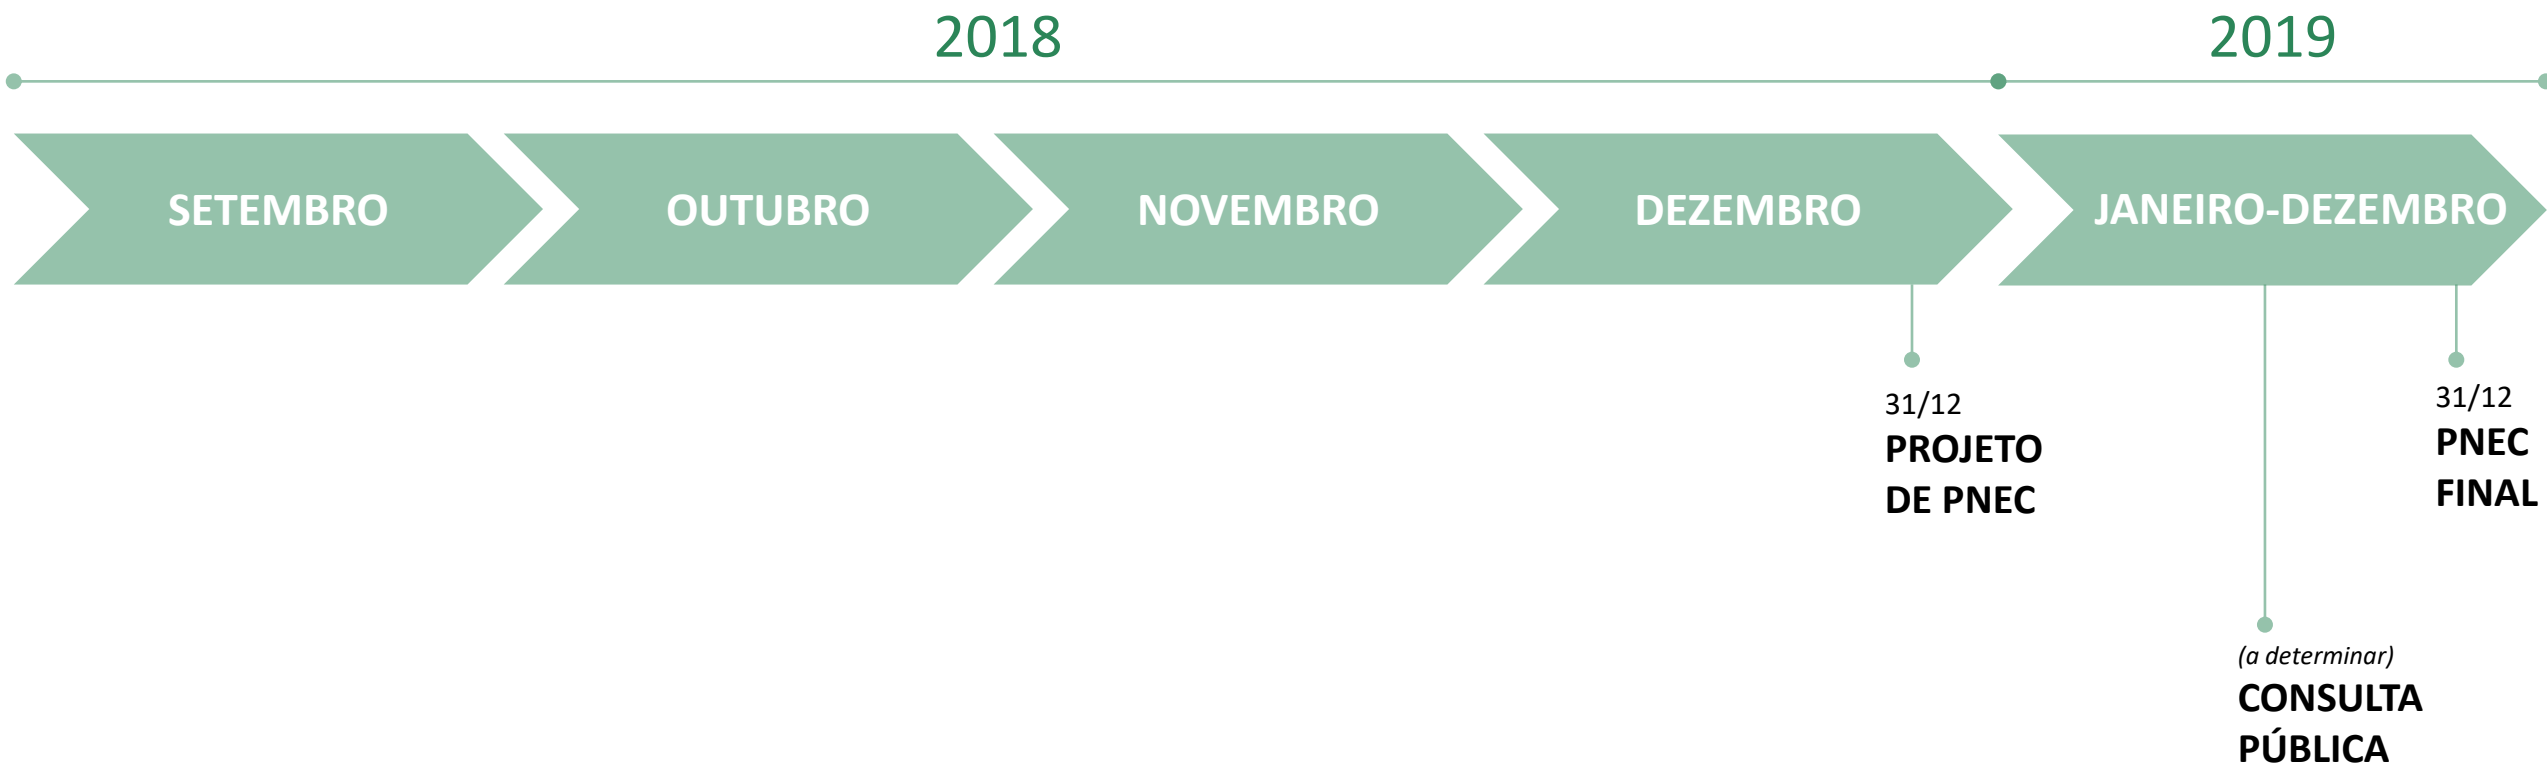 2018
2019
SETEMBRO
OUTUBRO
NOVEMBRO
DEZEMBRO
JANEIRO-DEZEMBRO
31/12
PROJETO
DE PNEC
31/12
PNEC
FINAL
(a determinar)
CONSULTA
PÚBLICA